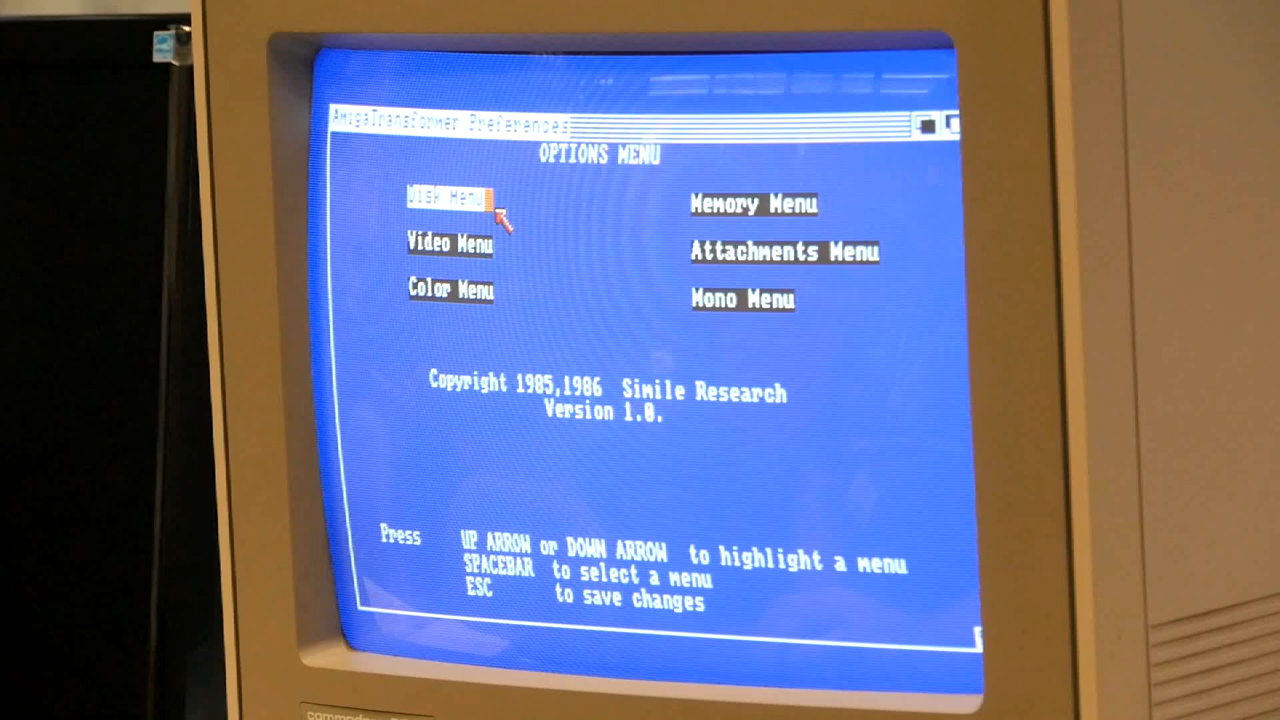 AmigaTransformer Preferences
OPTIONS MENU
Disk Menu
Memory Menu
Video Menu
Attachments Menu
Color Menu
Mono Menu
Copyright 1985,1986 Simile Research
Version 1.0.
Press UP ARROW or DOWN ARROW to highlight a menu
SPACEBAR to select a menu
ESC to save changes
commodore